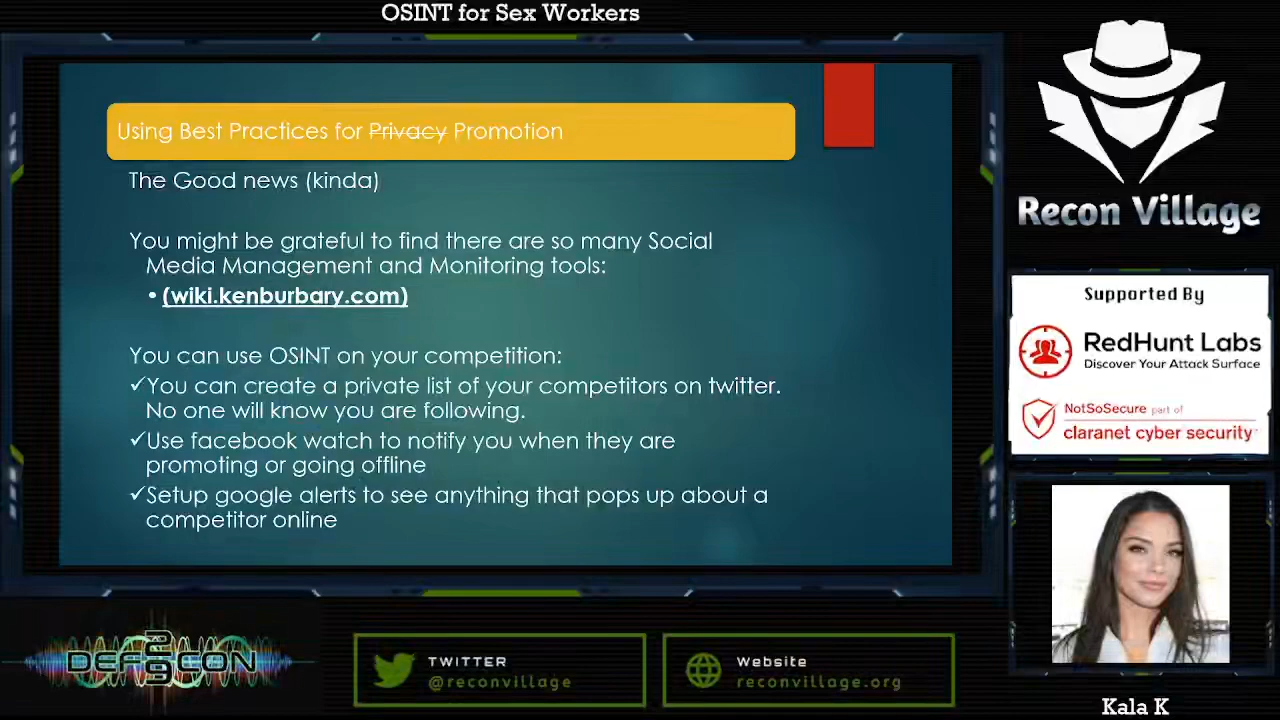 OSINT for Sex Workers
Using Best Practices for Privacy Promotion
The Good news (kinda)
You might be grateful to find there are so many Social
Media Management and Monitoring tools:
• (wiki.kenburbary.com)
You can use OSINT on your competition:
✓You can create a private list of your competitors on twitter.
No one will know you are following.
✓Use facebook watch to notify you when they are
promoting or going offline
✓Setup google alerts to see anything that pops up about a
competitor online
Recon Village
Supported By
RedHunt Labs
Discover Your Attack Surface
NotSoSecure part of
claranet cyber security
DEFCON
29
TWITTER
@reconvillage
Website
reconvillage.org
Kala K